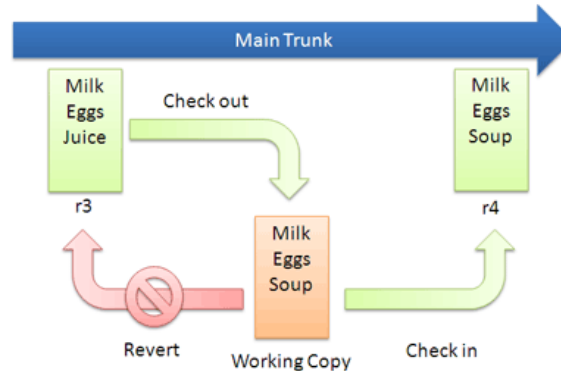 Main Trunk
Milk
Eggs
Juice
r3
Check out
Milk
Eggs
Soup
r4
Milk
Eggs
Soup
Working Copy
Revert
Check in